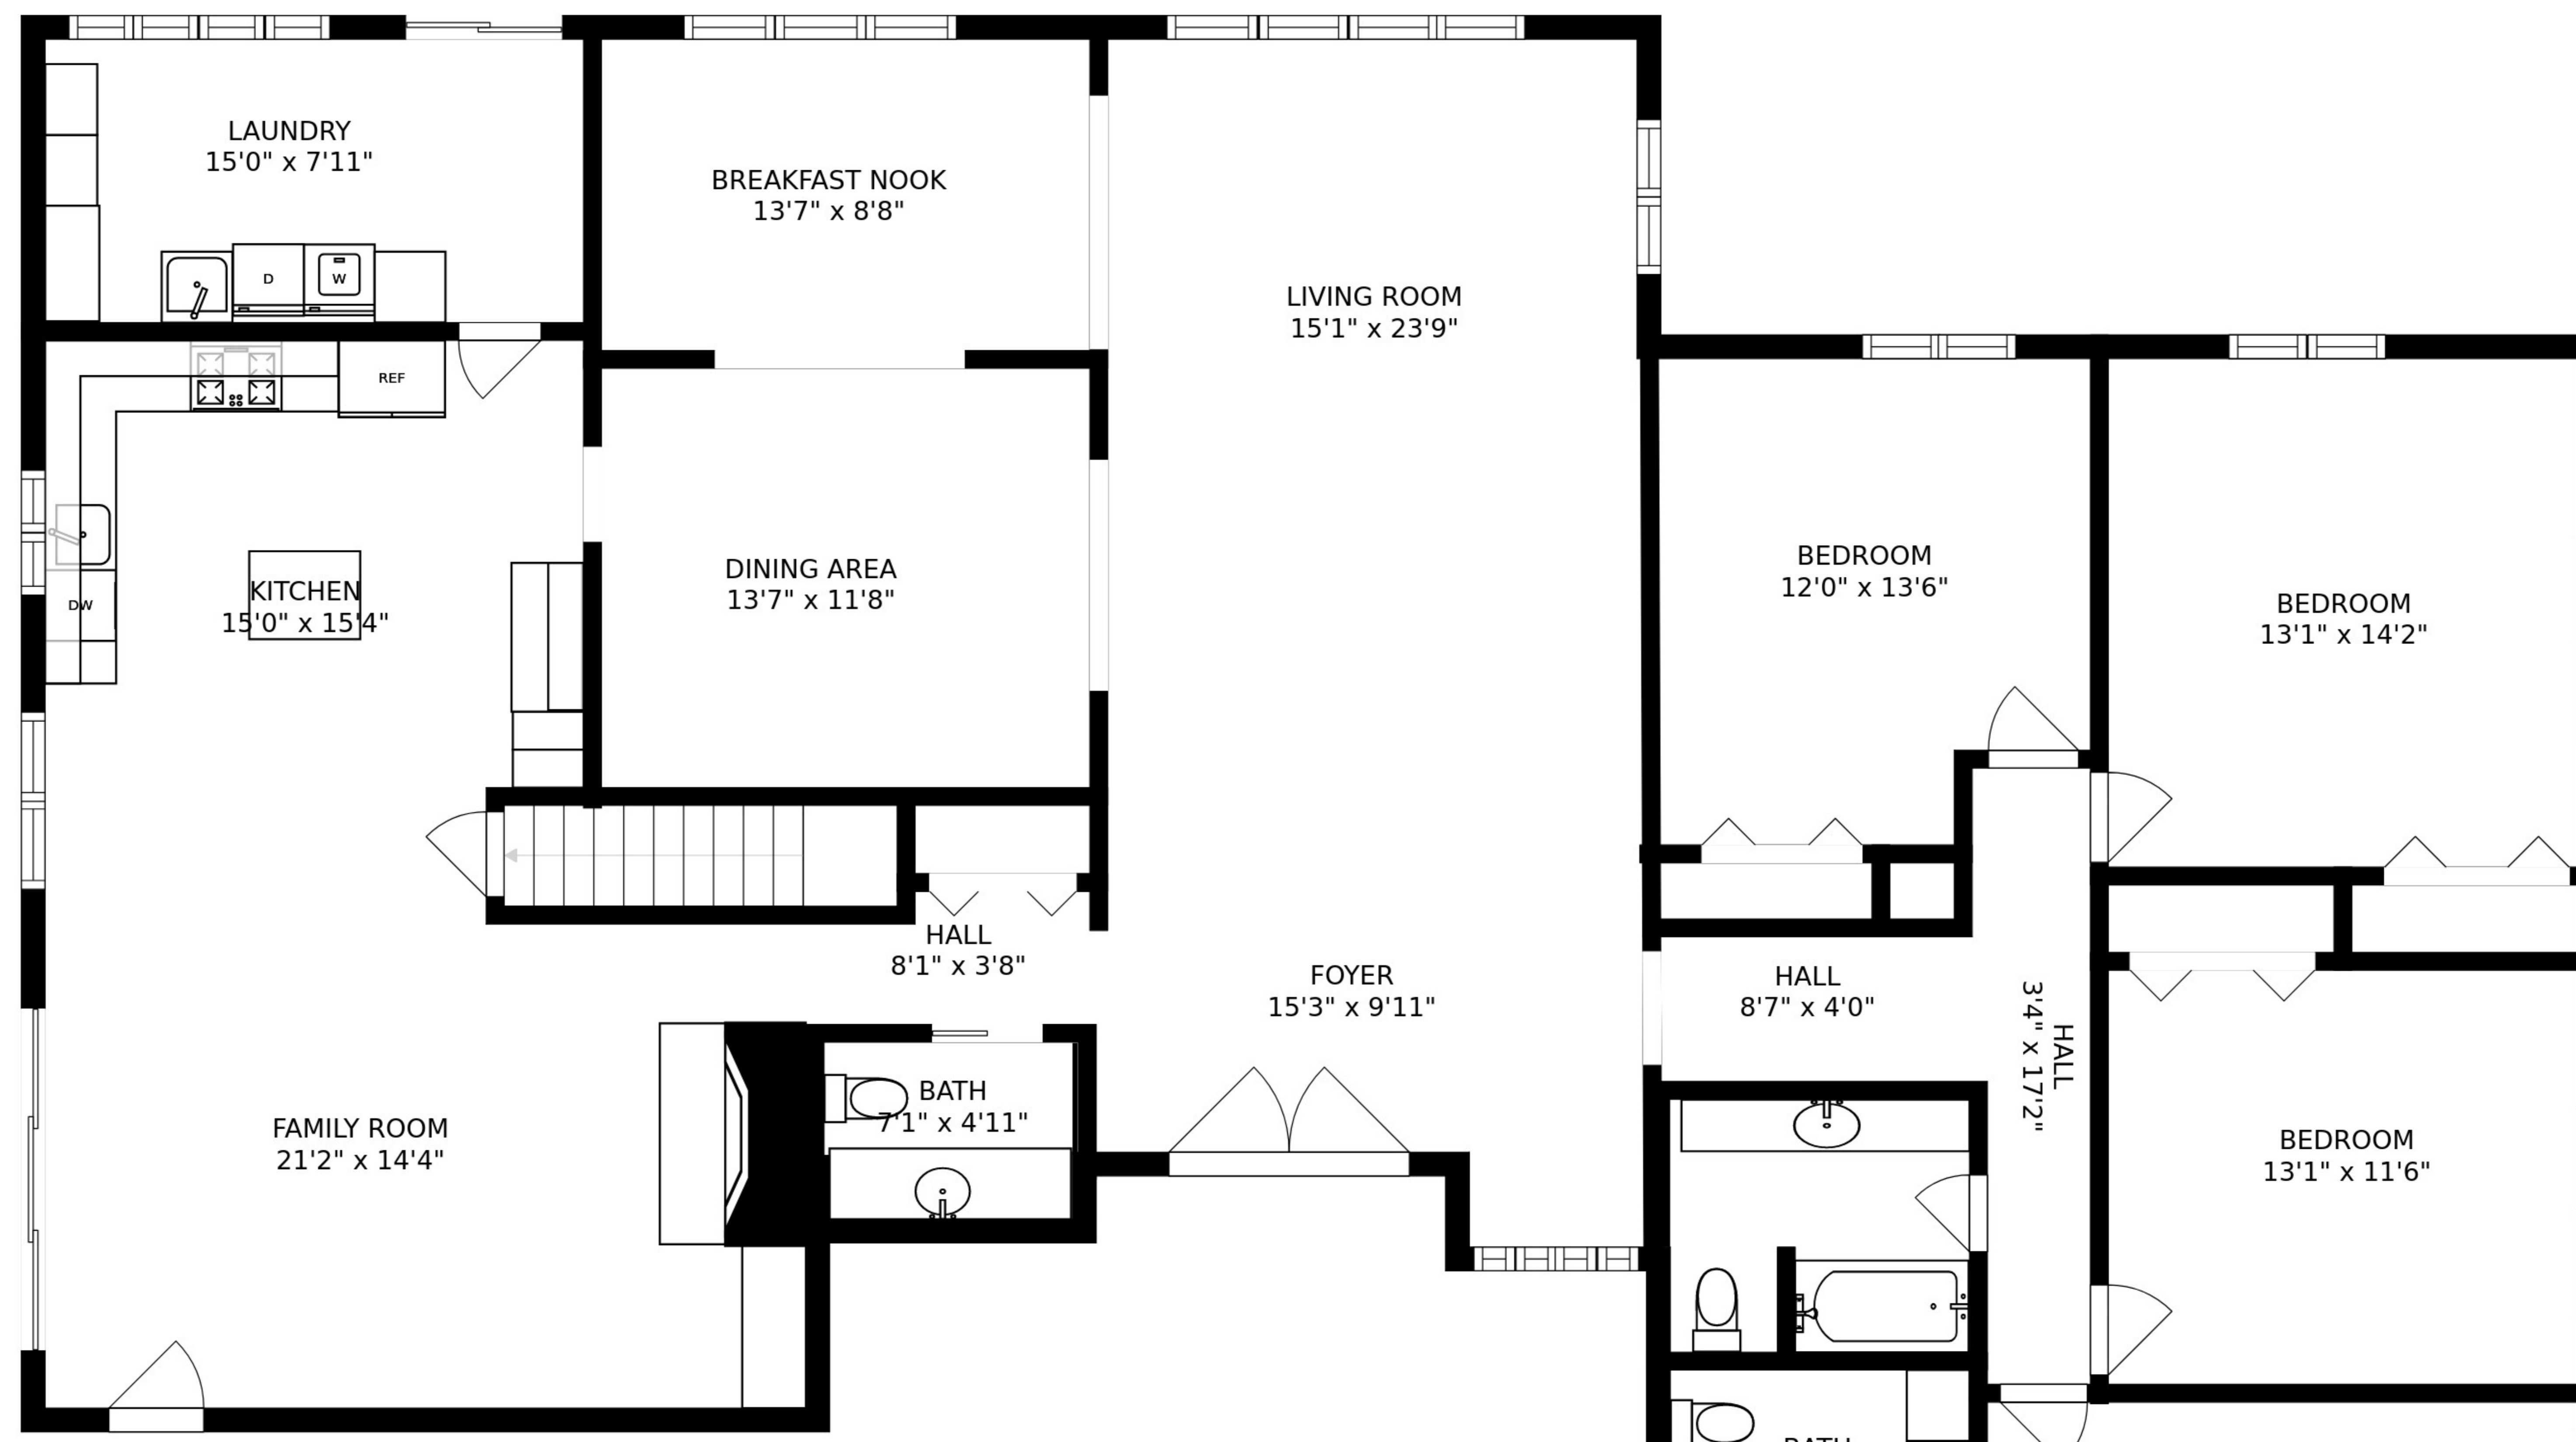 LAUNDRY
15'0" x 7'11"
BREAKFAST NOOK
13'7" x 8'8"
D
W
LIVING ROOM
15'1" x 23'9"
REF
KITCHEN
15'0" x 15'4"
DW
DINING AREA
13'7" x 11'8"
BEDROOM
12'0" x 13'6"
BEDROOM
13'1" x 14'2"
HALL
8'1" x 3'8"
FOYER
15'3" x 9'11"
HALL
8'7" x 4'0"
HALL
3'4" x 17'2"
FAMILY ROOM
21'2" x 14'4"
BATH
7'1" x 4'11"
BEDROOM
13'1" x 11'6"
BATH